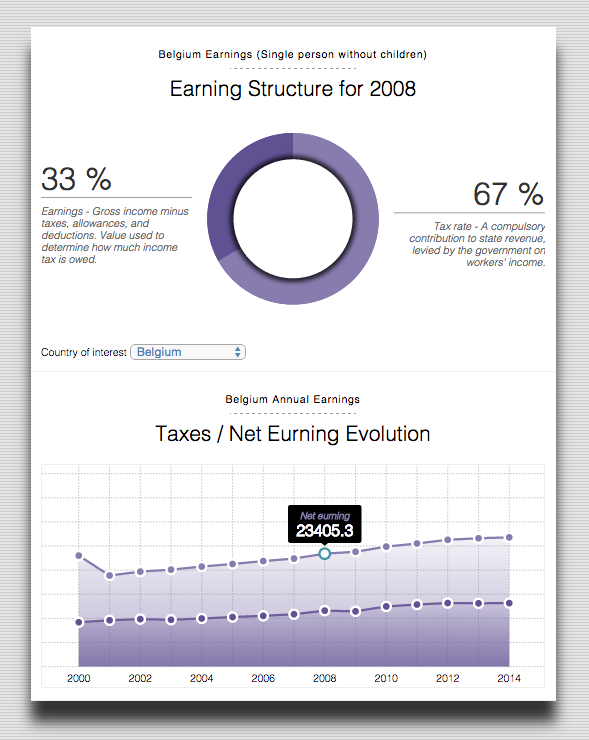 Belgium Earnings (Single person without children)
Earning Structure for 2008
33 %
Earnings - Gross income minus
taxes, allowances, and
deductions. Value used to
determine how much income
tax is owed.
67 %
Tax rate - A compulsory
contribution to state revenue,
levied by the government on
workers' income.
Country of interest Belgium
Belgium Annual Earnings
Taxes / Net Eurning Evolution
Net eurning
23405.3
2000 2002 2004 2006 2008 2010 2012 2014